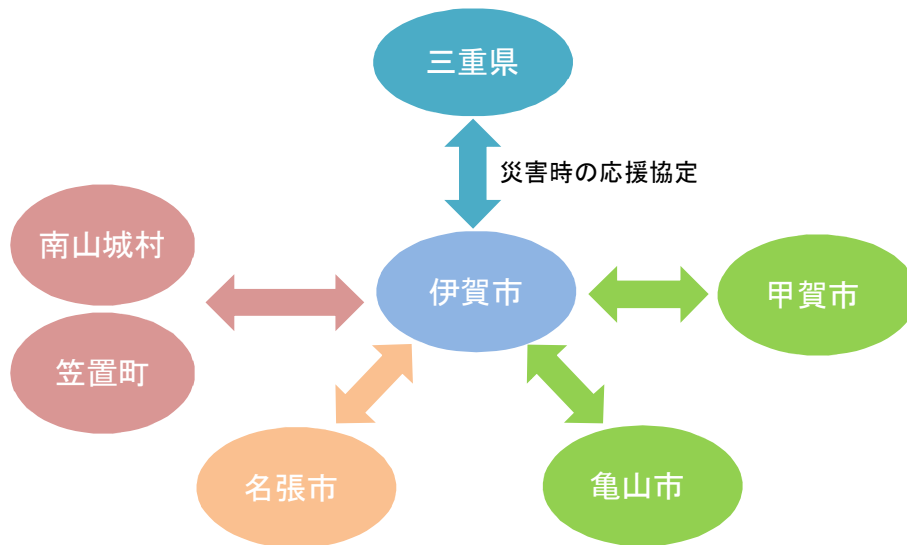 三重県
災害時の応援協定
南山城村
伊賀市
甲賀市
笠置町
名張市
亀山市